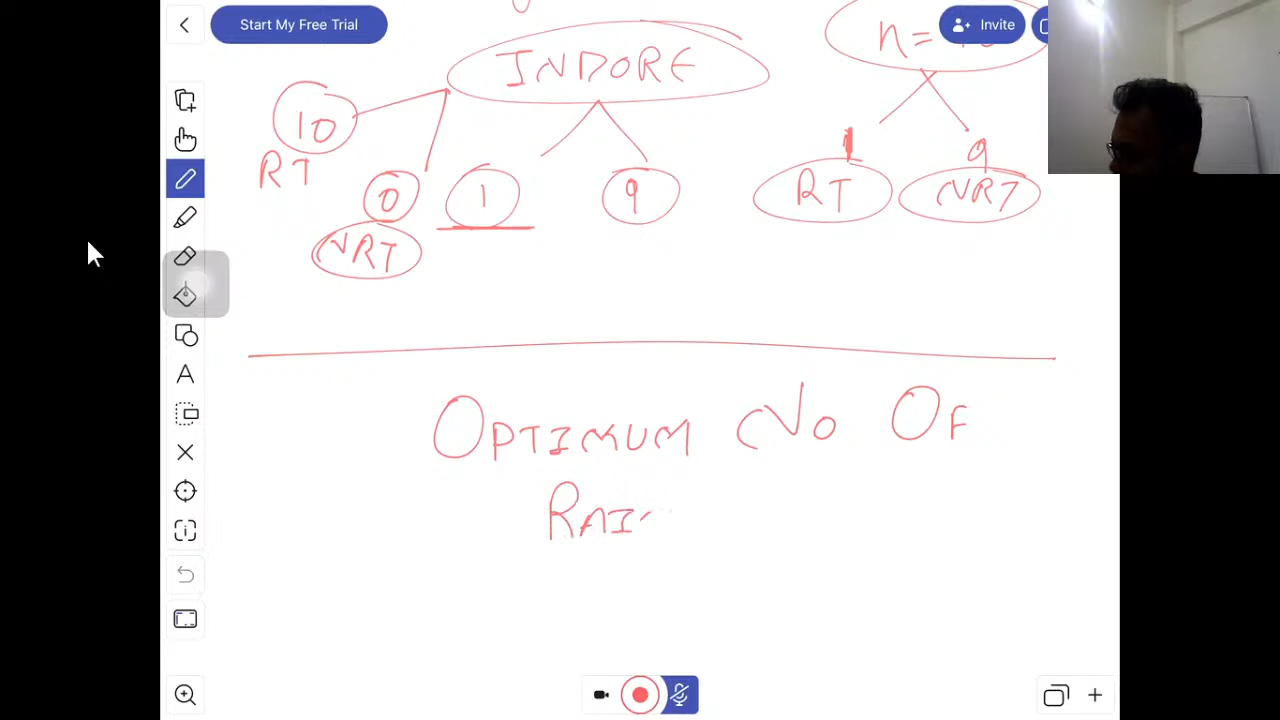 Start My Free Trial
Invite
INDORE
n=
10
RT
0
1
9
NRT
1
9
RT
NRT
OPTIMUM NO OF
RAI